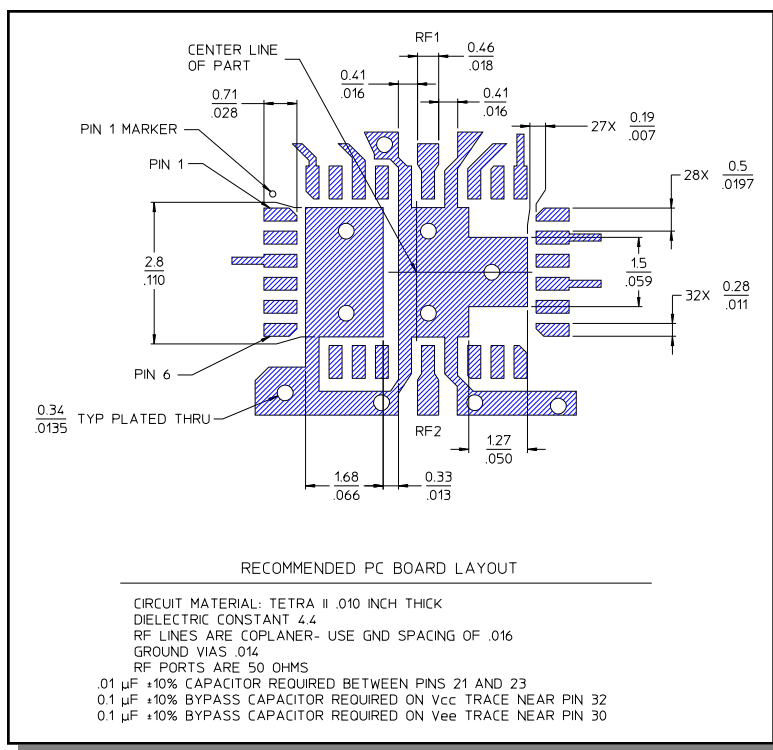 CENTER LINE
OF PART
RF1
0.46
.018
0.41
.016
0.41
.016
0.71
.028
27X 0.19
.007
PIN 1 MARKER
PIN 1
28X 0.5
.0197
2.8
.110
1.5
.059
32X 0.28
.011
PIN 6
0.34
.0135
TYP PLATED THRU
RF2
1.27
.050
1.68
.066
0.33
.013
RECOMMENDED PC BOARD LAYOUT
CIRCUIT MATERIAL: TETRA II .010 INCH THICK
DIELECTRIC CONSTANT 4.4
RF LINES ARE COPLANER- USE GND SPACING OF .016
GROUND VIAS .014
RF PORTS ARE 50 OHMS
.01 µF ±10% CAPACITOR REQUIRED BETWEEN PINS 21 AND 23
0.1 µF ±10% BYPASS CAPACITOR REQUIRED ON Vcc TRACE NEAR PIN 32
0.1 µF ±10% BYPASS CAPACITOR REQUIRED ON Vee TRACE NEAR PIN 30